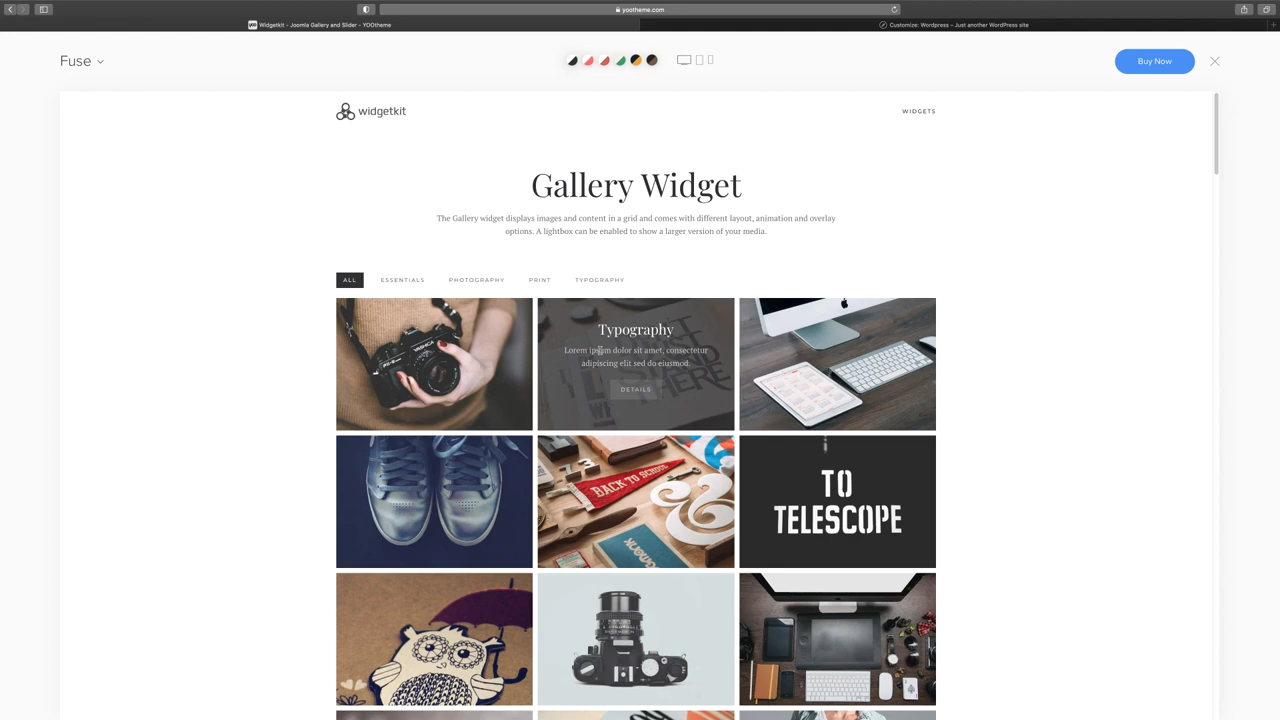 yootheme.com
Widgetkit - Joomla Gallery and Slider - YOOtheme
Customize: Wordpress – Just another WordPress site
Fuse
Buy Now
widgetkit
WIDGETS
Gallery Widget
The Gallery widget displays images and content in a grid and comes with different layout, animation and overlay
options. A lightbox can be enabled to show a larger version of your media.
ALL
ESSENTIALS
PHOTOGRAPHY
PRINT
TYPOGRAPHY
YASHICA
Typography
Lorem ipsum dolor sit amet, consectetur
adipiscing elit sed do eiusmod.
DETAILS
BACK TO SCHOOL
TO
TELESCOPE